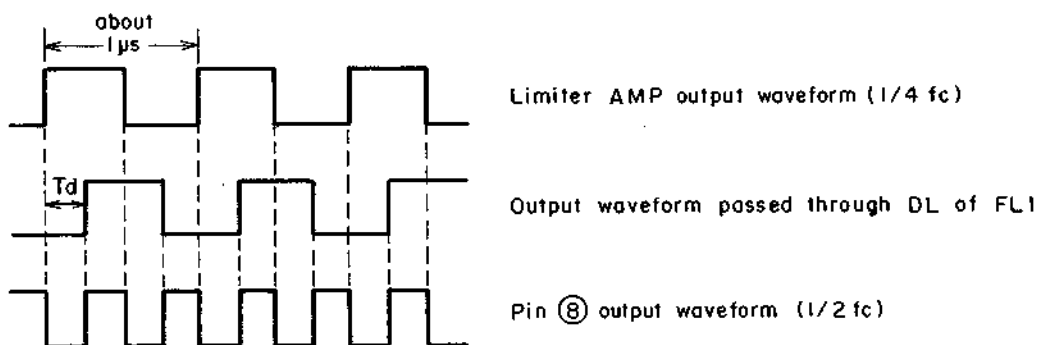 about
1µs
Limiter AMP output waveform (1/4 fc)
Td
Output waveform passed through DL of FL1
Pin ⑧ output waveform (1/2 fc)